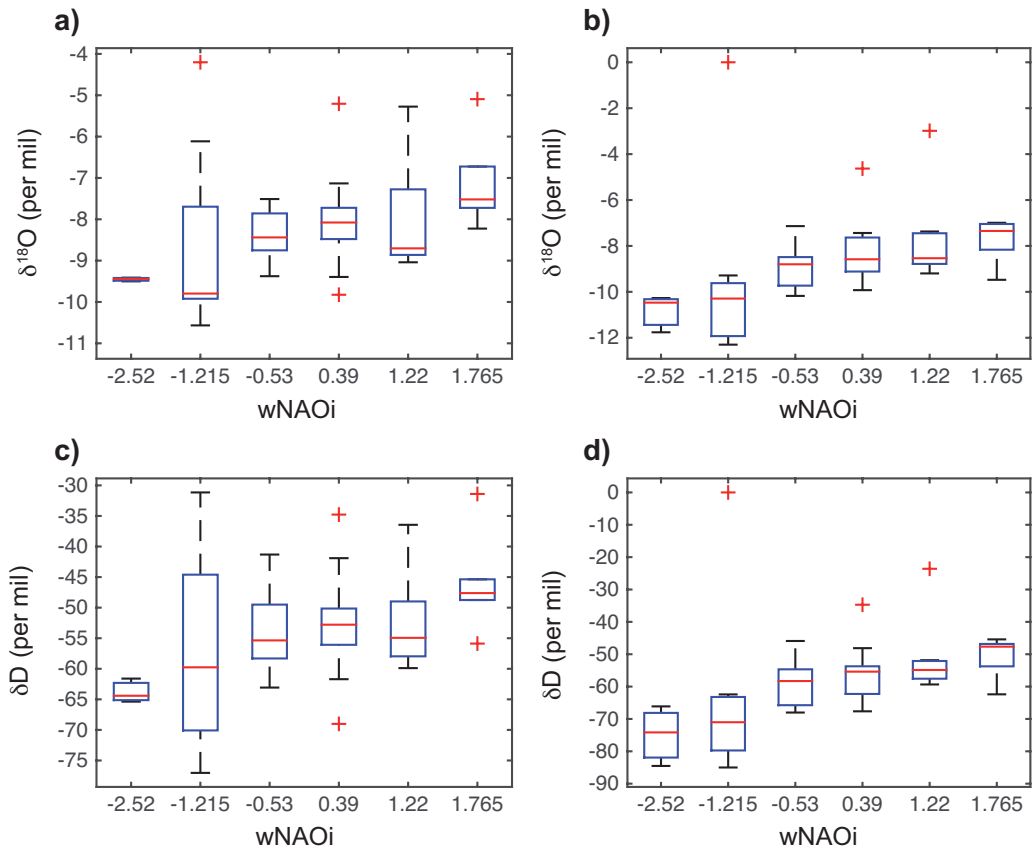 a)
δ18O (per mil)
-4
-5
-6
-7
-8
-9
-10
-11
-2.52 -1.215 -0.53 0.39 1.22 1.765
wNAOi
b)
δ18O (per mil)
0
-2
-4
-6
-8
-10
-12
-2.52 -1.215 -0.53 0.39 1.22 1.765
wNAOi
c)
δD (per mil)
-30
-35
-40
-45
-50
-55
-60
-65
-70
-75
-2.52 -1.215 -0.53 0.39 1.22 1.765
wNAOi
d)
δD (per mil)
0
-10
-20
-30
-40
-50
-60
-70
-80
-90
-2.52 -1.215 -0.53 0.39 1.22 1.765
wNAOi